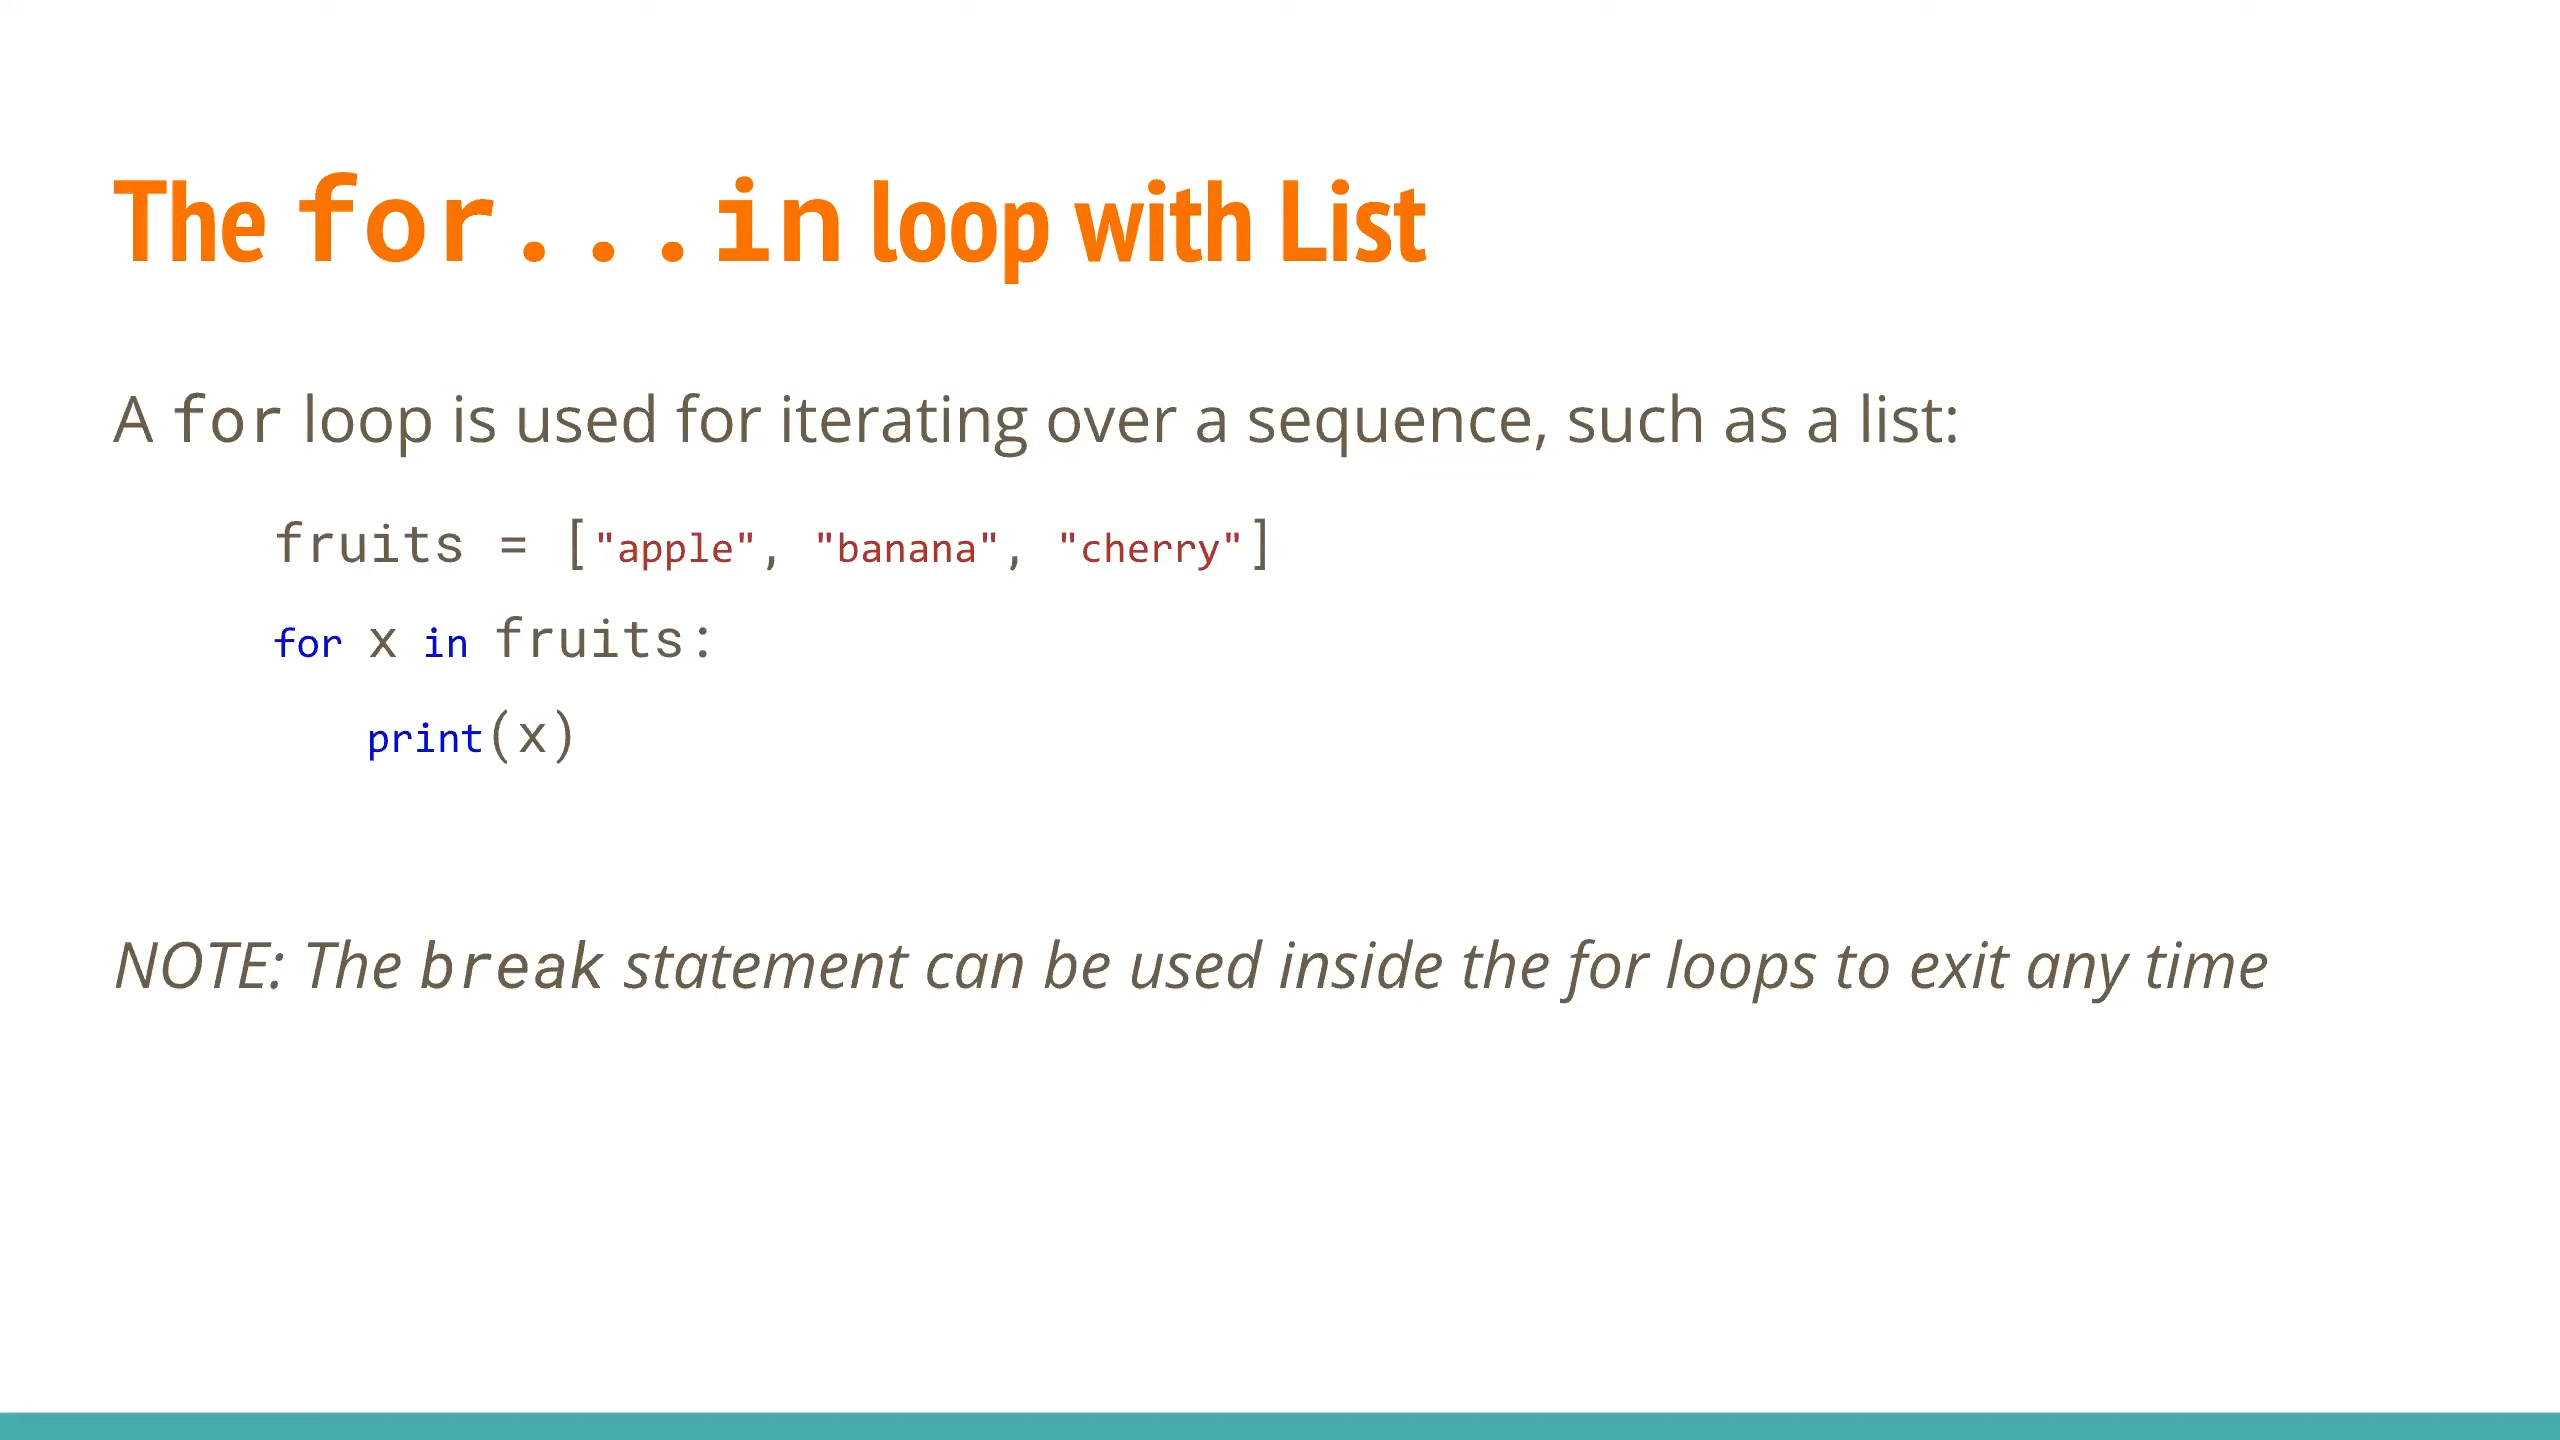 The for...in loop with List
A for loop is used for iterating over a sequence, such as a list:
fruits = ["apple", "banana", "cherry"]
for x in fruits:
print(x)
NOTE: The break statement can be used inside the for loops to exit any time